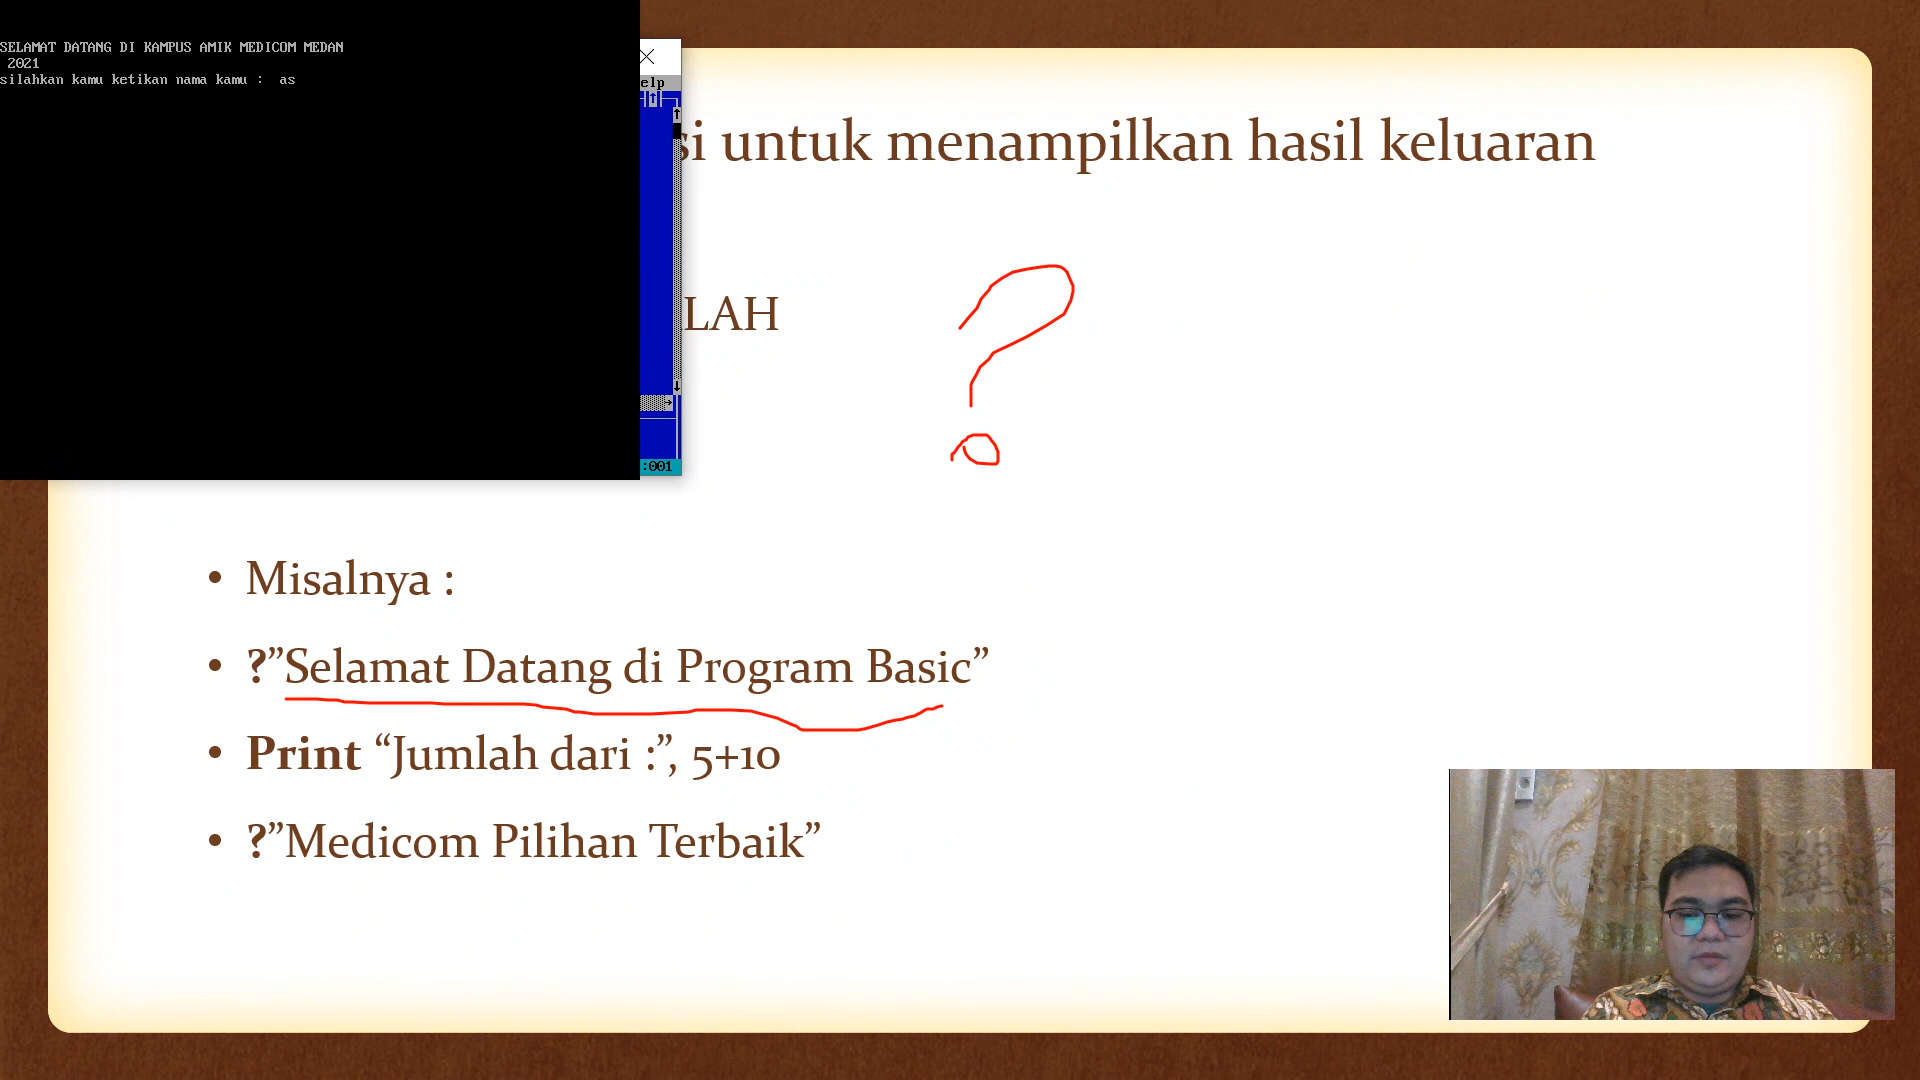 SELAMAT DATANG DI KAMPUS AMIK MEDICOM MEDAN
2021
silahkan kamu ketikan nama kamu :  as
elp
si untuk menampilkan hasil keluaran
LAH
?
:001
• Misalnya :
• ?”Selamat Datang di Program Basic”
• Print “Jumlah dari :”, 5+10
• ?”Medicom Pilihan Terbaik”